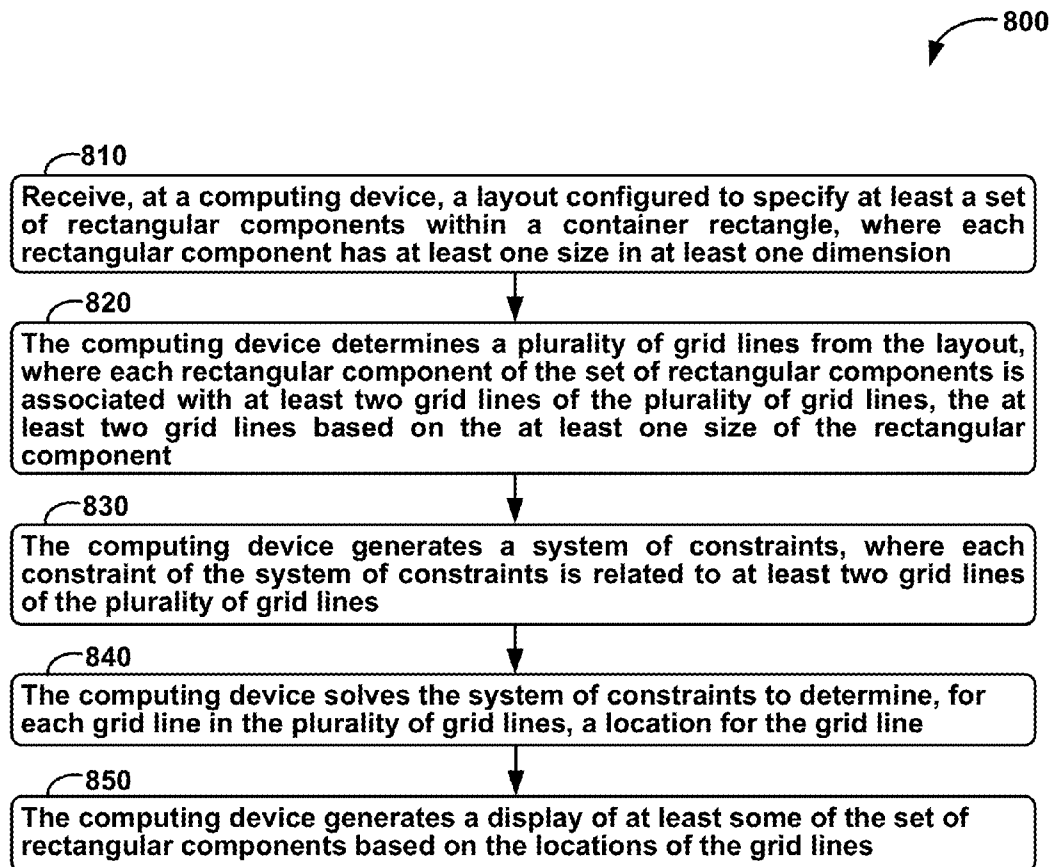 800
810
Receive, at a computing device, a layout configured to specify at least a set
of rectangular components within a container rectangle, where each
rectangular component has at least one size in at least one dimension
820
The computing device determines a plurality of grid lines from the layout,
where each rectangular component of the set of rectangular components is
associated with at least two grid lines of the plurality of grid lines, the at
least two grid lines based on the at least one size of the rectangular
component
830
The computing device generates a system of constraints, where each
constraint of the system of constraints is related to at least two grid lines
of the plurality of grid lines
840
The computing device solves the system of constraints to determine, for
each grid line in the plurality of grid lines, a location for the grid line
850
The computing device generates a display of at least some of the set of
rectangular components based on the locations of the grid lines